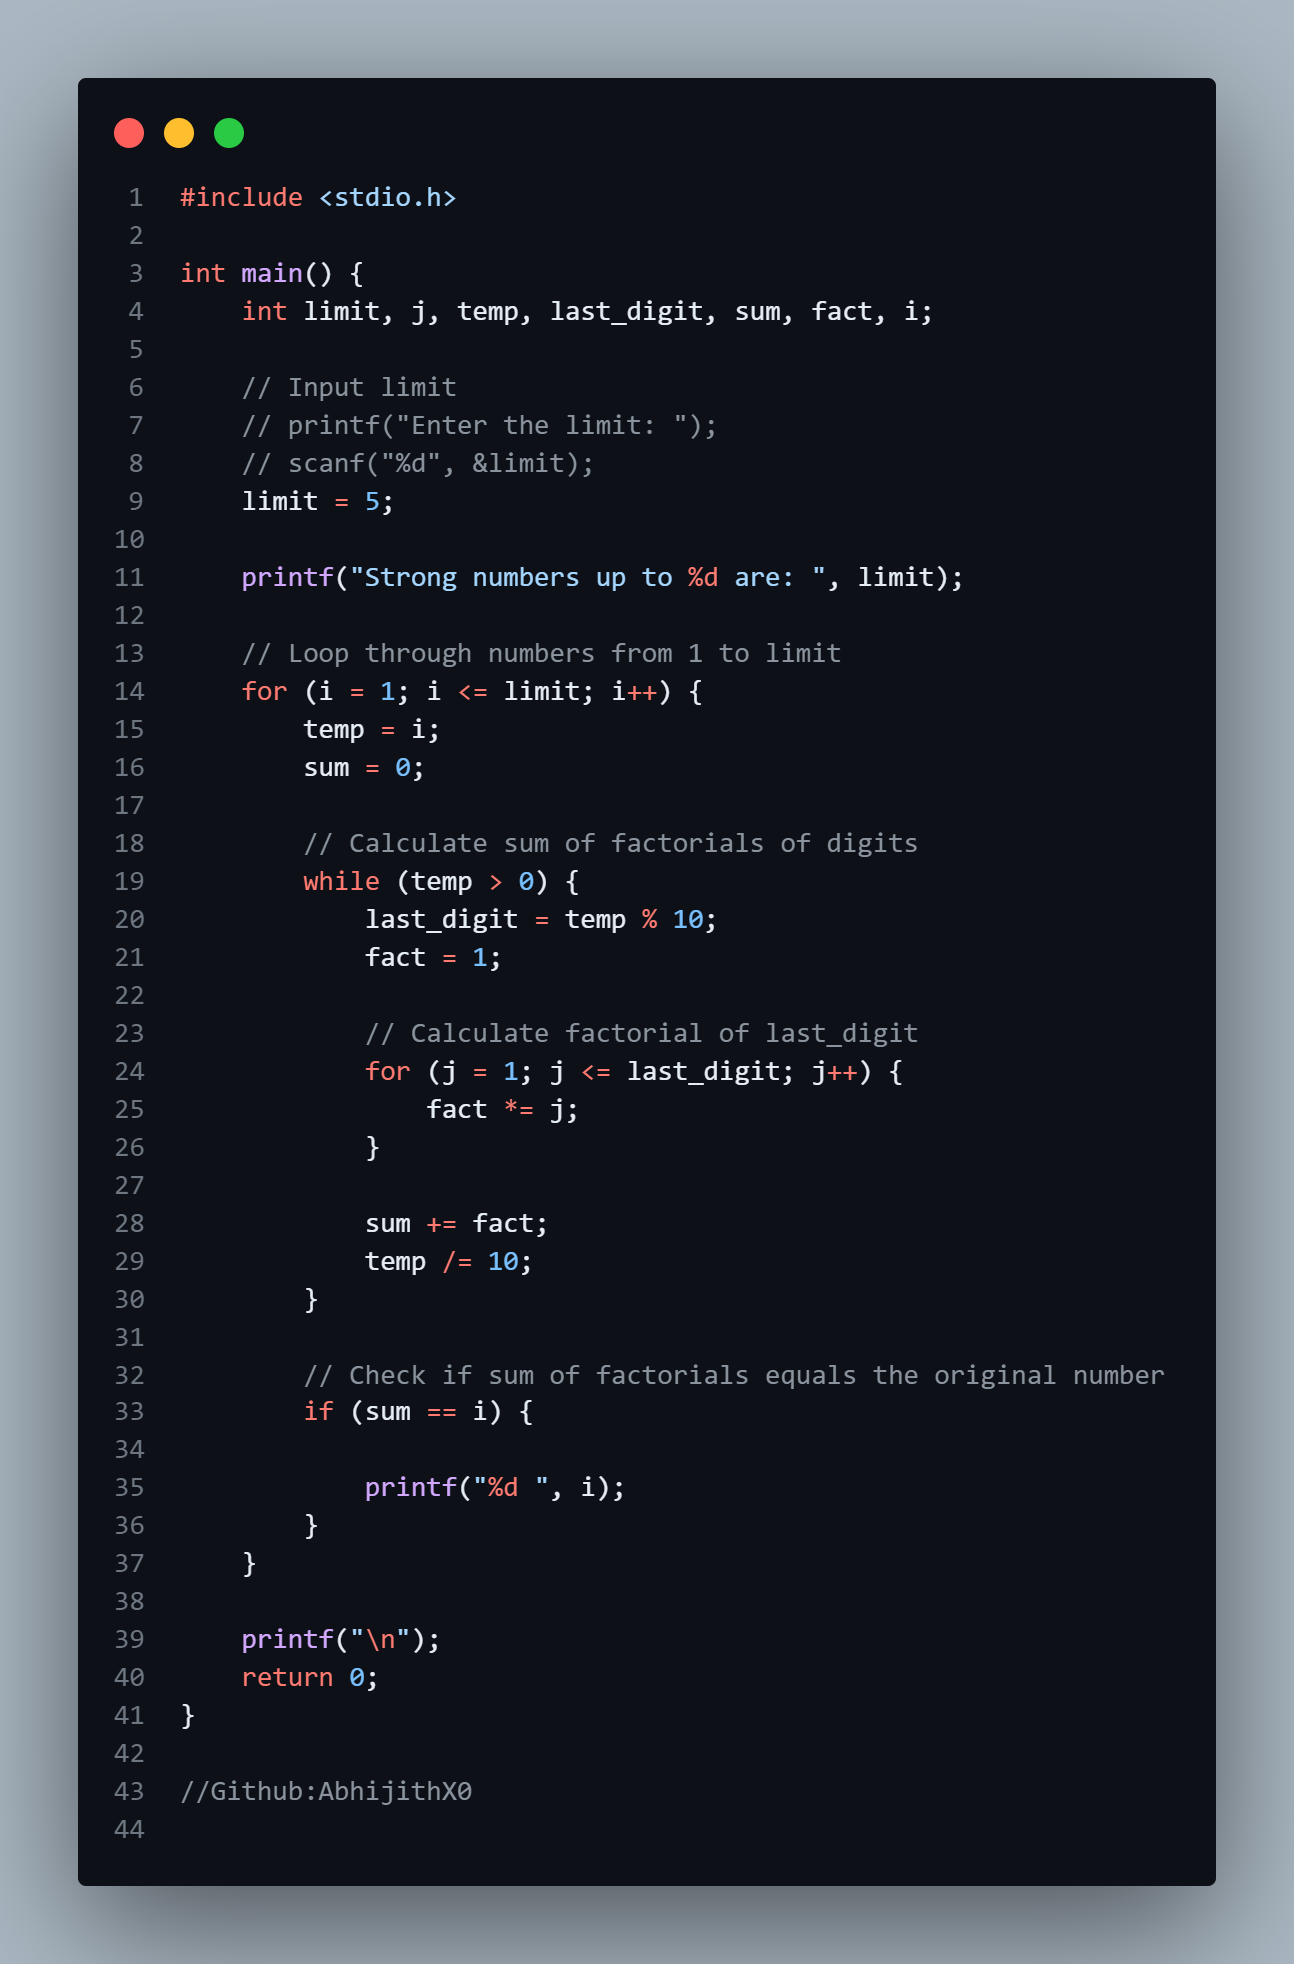 1 #include <stdio.h>
2
3 int main() {
4     int limit, j, temp, last_digit, sum, fact, i;
5
6     // Input limit
7     // printf("Enter the limit: ");
8     // scanf("%d", &limit);
9     limit = 5;
10
11     printf("Strong numbers up to %d are: ", limit);
12
13     // Loop through numbers from 1 to limit
14     for (i = 1; i <= limit; i++) {
15         temp = i;
16         sum = 0;
17
18         // Calculate sum of factorials of digits
19         while (temp > 0) {
20             last_digit = temp % 10;
21             fact = 1;
22
23             // Calculate factorial of last_digit
24             for (j = 1; j <= last_digit; j++) {
25                 fact *= j;
26             }
27
28             sum += fact;
29             temp /= 10;
30         }
31
32         // Check if sum of factorials equals the original number
33         if (sum == i) {
34
35             printf("%d ", i);
36         }
37     }
38
39     printf("\n");
40     return 0;
41 }
42
43 //Github:AbhijithX0
44